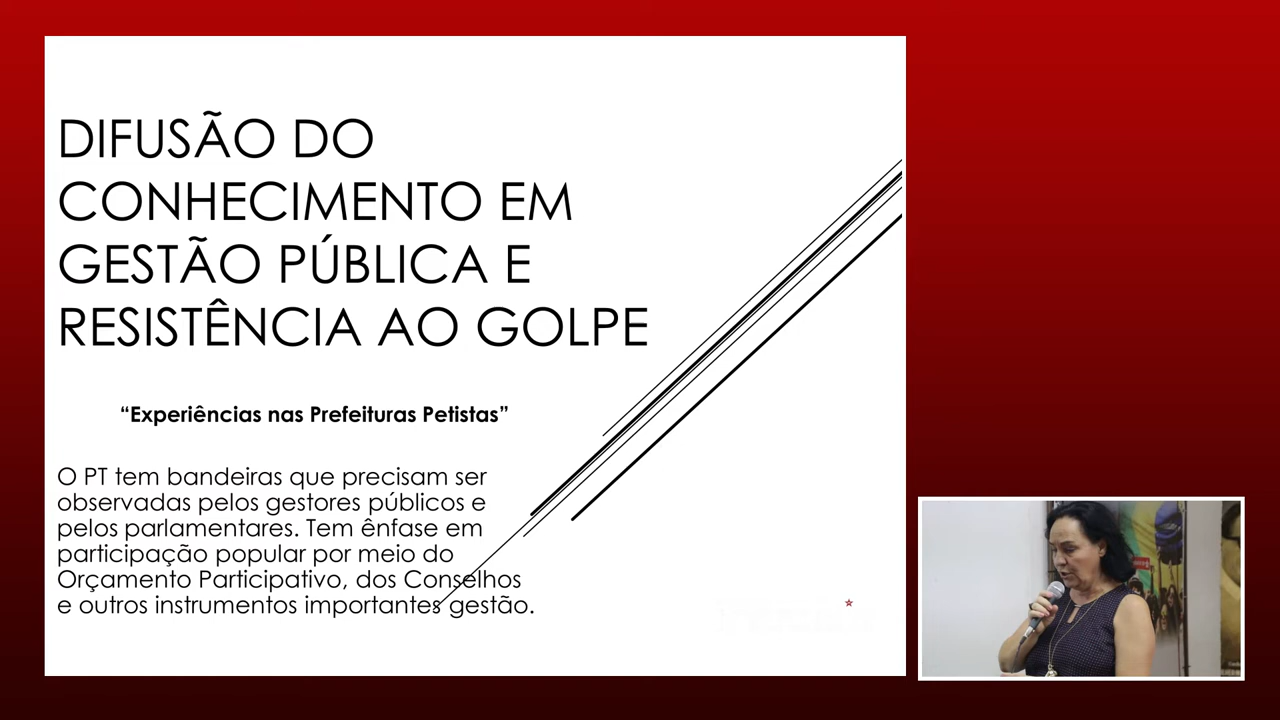 DIFUSÃO DO
CONHECIMENTO EM
GESTÃO PÚBLICA E
RESISTÊNCIA AO GOLPE
“Experiências nas Prefeituras Petistas”
O PT tem bandeiras que precisam ser
observadas pelos gestores públicos e
pelos parlamentares. Tem ênfase em
participação popular por meio do
Orçamento Participativo, dos Conselhos
e outros instrumentos importantes gestão.